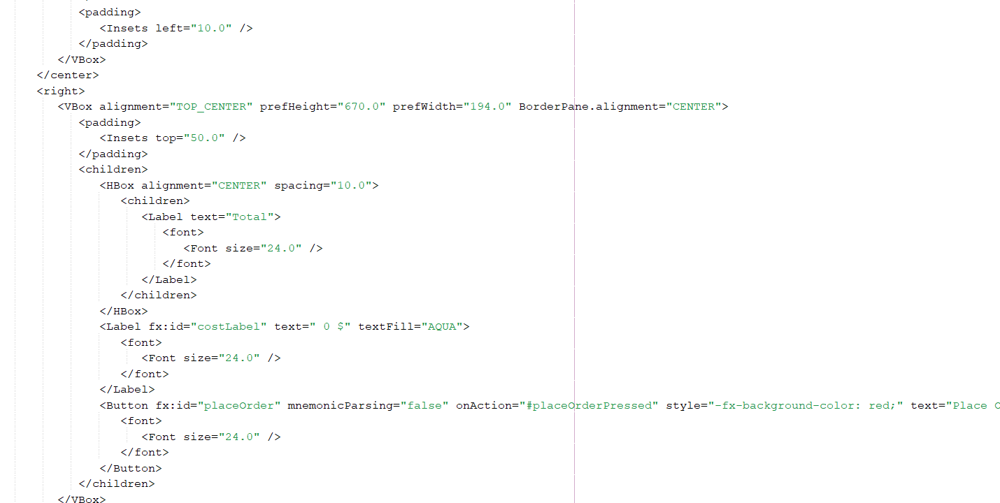 <padding>
<Insets left="10.0" />
</padding>
</VBox>
</center>
<right>
<VBox alignment="TOP_CENTER" prefHeight="670.0" prefWidth="194.0" BorderPane.alignment="CENTER">
<padding>
<Insets top="50.0" />
</padding>
<children>
<HBox alignment="CENTER" spacing="10.0">
<children>
<Label text="Total">
<font>
<Font size="24.0" />
</font>
</Label>
</children>
</HBox>
<Label fx:id="costLabel" text=" 0 $" textFill="AQUA">
<font>
<Font size="24.0" />
</font>
</Label>
<Button fx:id="placeOrder" mnemonicParsing="false" onAction="#placeOrderPressed" style="-fx-background-color: red;" text="Place
<font>
<Font size="24.0" />
</font>
</Button>
</children>
</VBox>